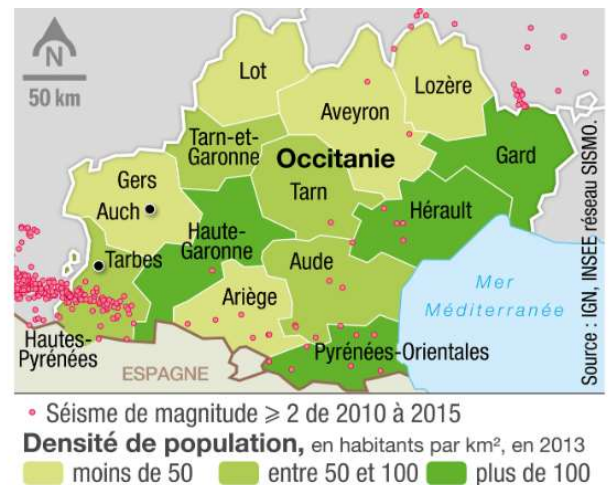 N
50 km
Lot
Lozère
Aveyron
Tarn-et-
Garonne
Occitanie
Gard
Gers
Tarn
Auch
Haute-
Garonne
Hérault
Tarbes
Aude
Ariège
Mer
Méditerranée
Hautes-
Pyrénées
Pyrénées-Orientales
ESPAGNE
Source : IGN, INSEE réseau SISMO.
Séisme de magnitude ⩾ 2 de 2010 à 2015
Densité de population, en habitants par km², en 2013
moins de 50 entre 50 et 100 plus de 100